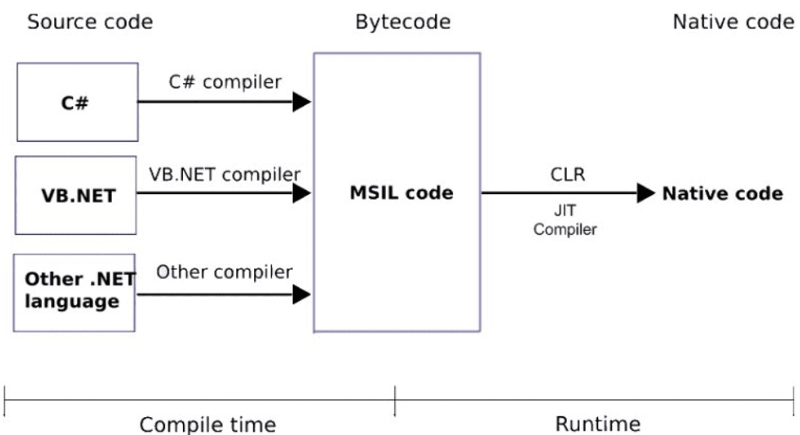 Source code
Bytecode
Native code
C#
C# compiler
VB.NET
VB.NET compiler
MSIL code
CLR
JIT
Compiler
Native code
Other .NET
language
Other compiler
Compile time
Runtime